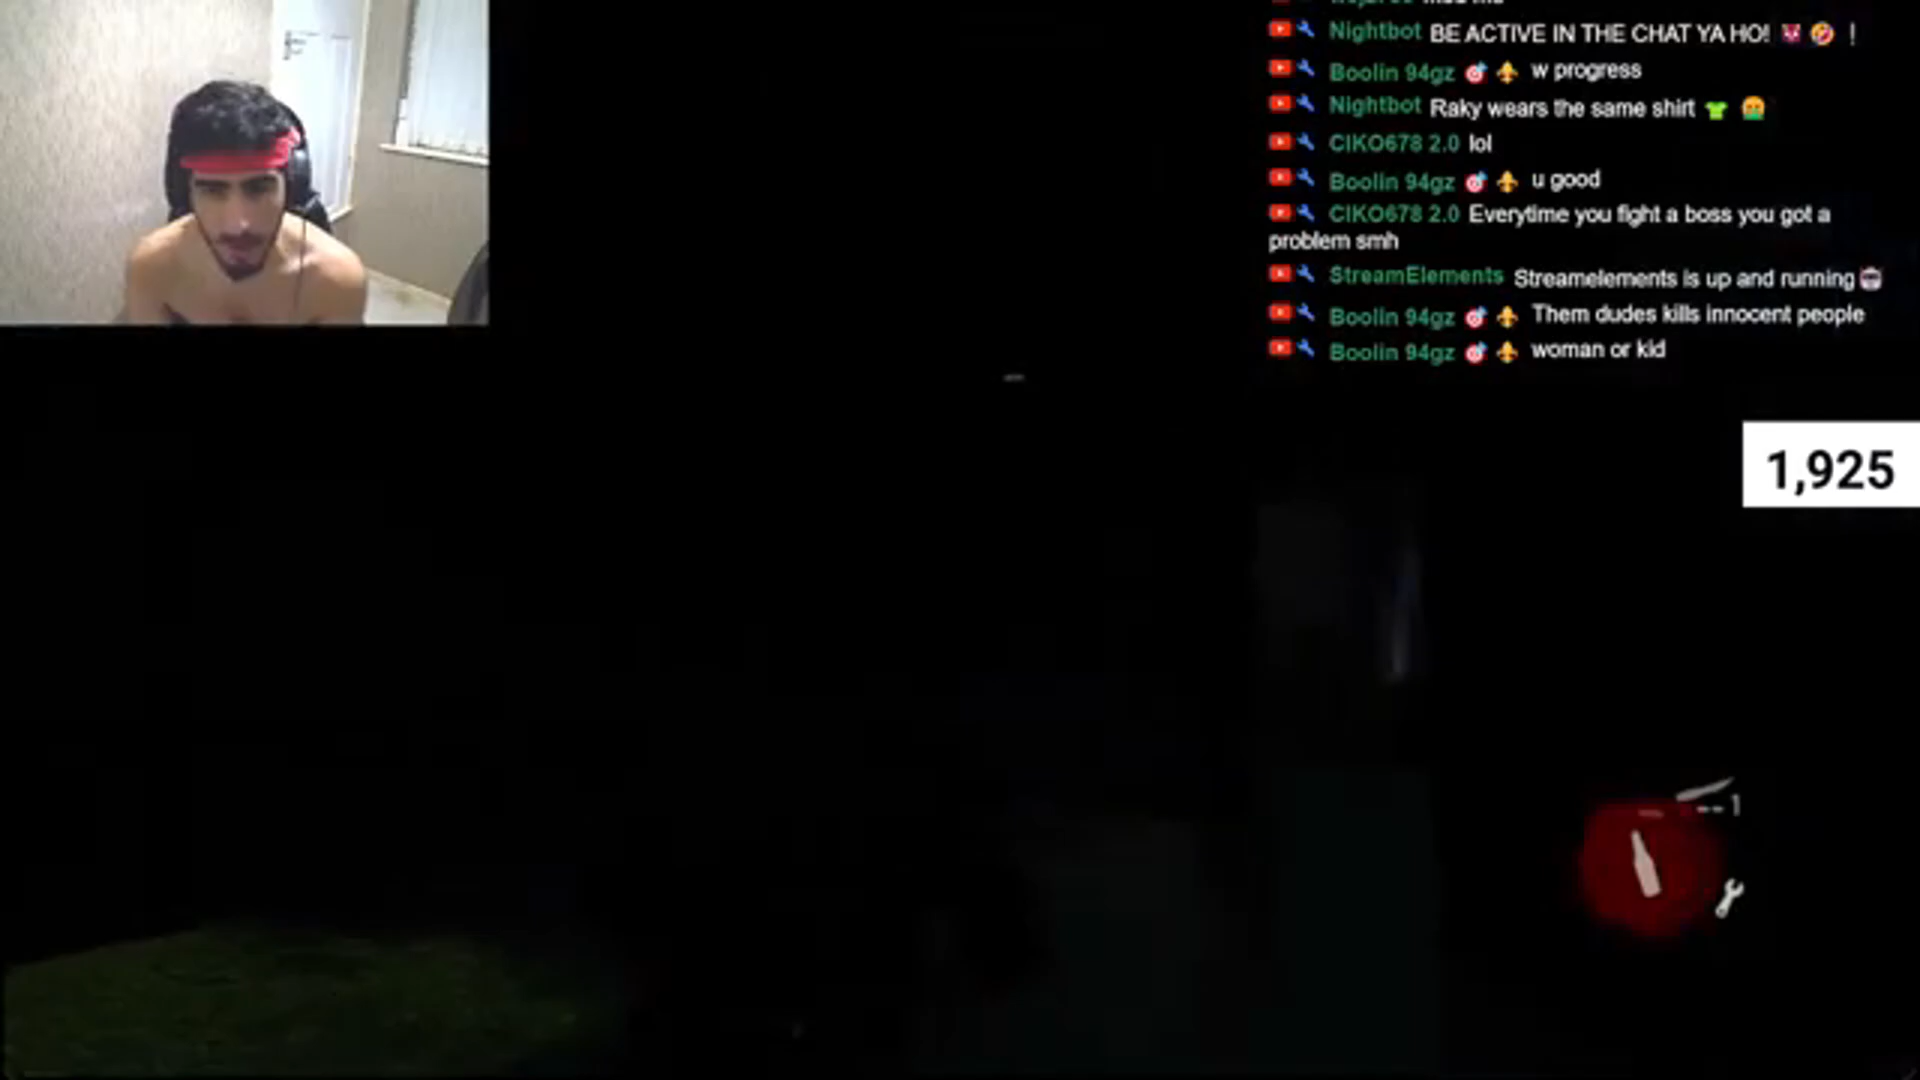 Nightbot BE ACTIVE IN THE CHAT YA HO! 👹 🤣 !
Boolin 94gz 🎯 ⚜️ w progress
Nightbot Raky wears the same shirt 👕 🤮
CIKO678 2.0 lol
Boolin 94gz 🎯 ⚜️ u good
CIKO678 2.0 Everytime you fight a boss you got a
problem smh
StreamElements Streamelements is up and running 🤖
Boolin 94gz 🎯 ⚜️ Them dudes kills innocent people
Boolin 94gz 🎯 ⚜️ woman or kid
1,925
-- 1